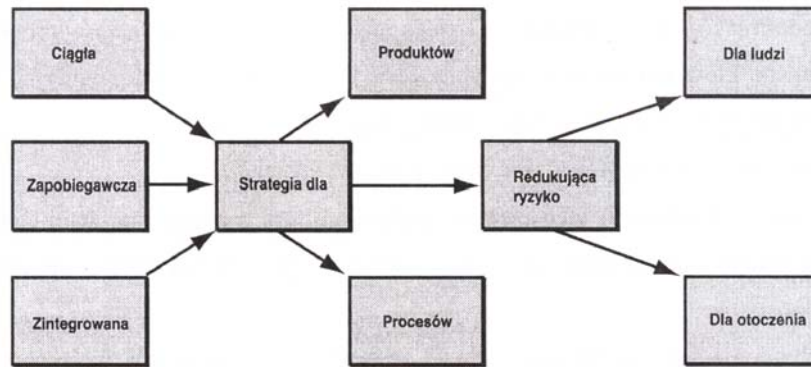 Ciągła
Produktów
Dla ludzi
Zapobiegawcza
Strategia dla
Redukująca
ryzyko
Zintegrowana
Procesów
Dla otoczenia